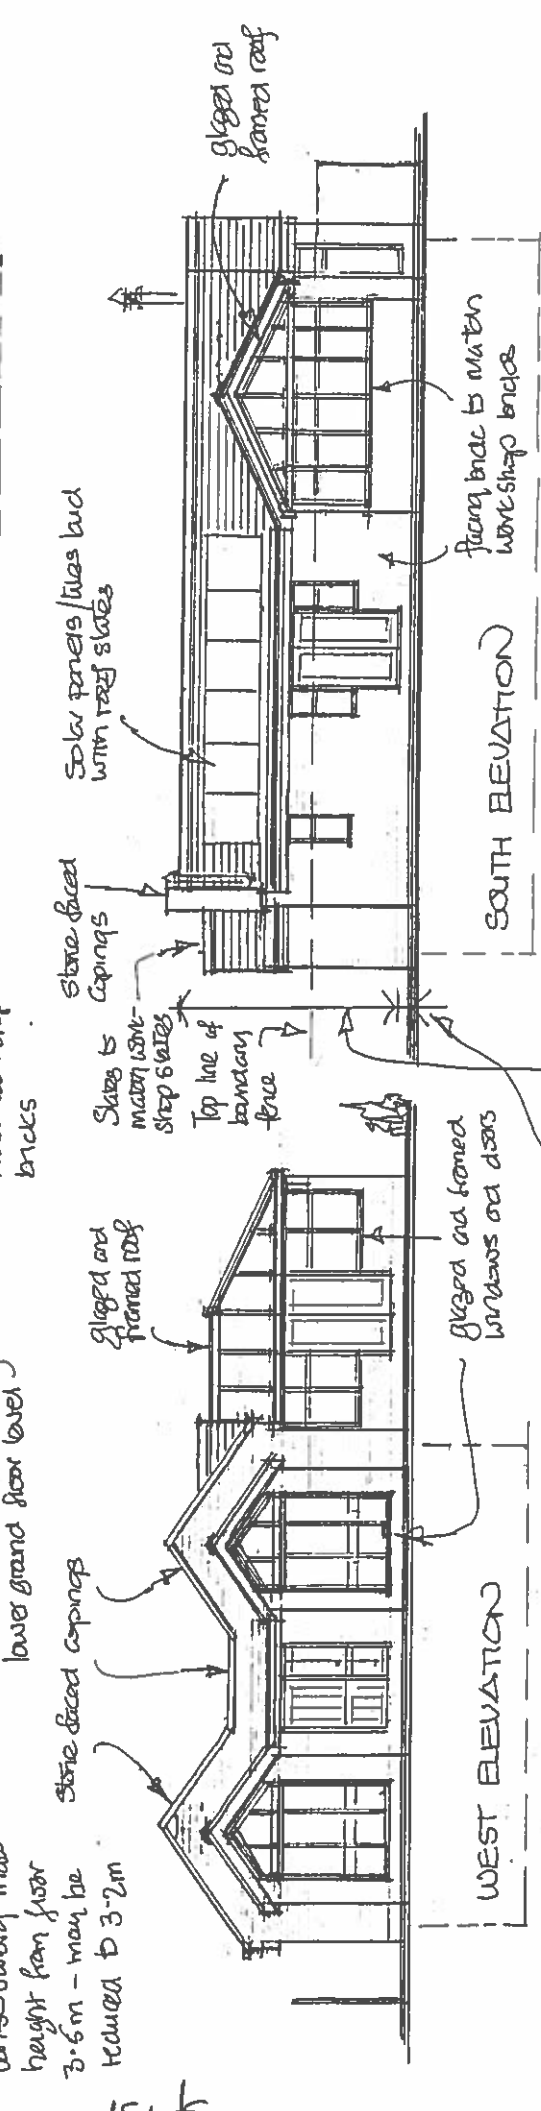 height from floor
3.6m - may be
reduced to 3.2m
Stone faced copings
lower ground floor level
WEST ELEVATION
glazed and
framed roof
glazed and framed
windows and doors
bricks
Slates to
match work-
shop slates
Top line of
boundary
fence
Stone faced
copings
Solar panels/tiles laid
with roof slates
SOUTH ELEVATION
facing brick to match
workshop bricks
glazed and
framed roof